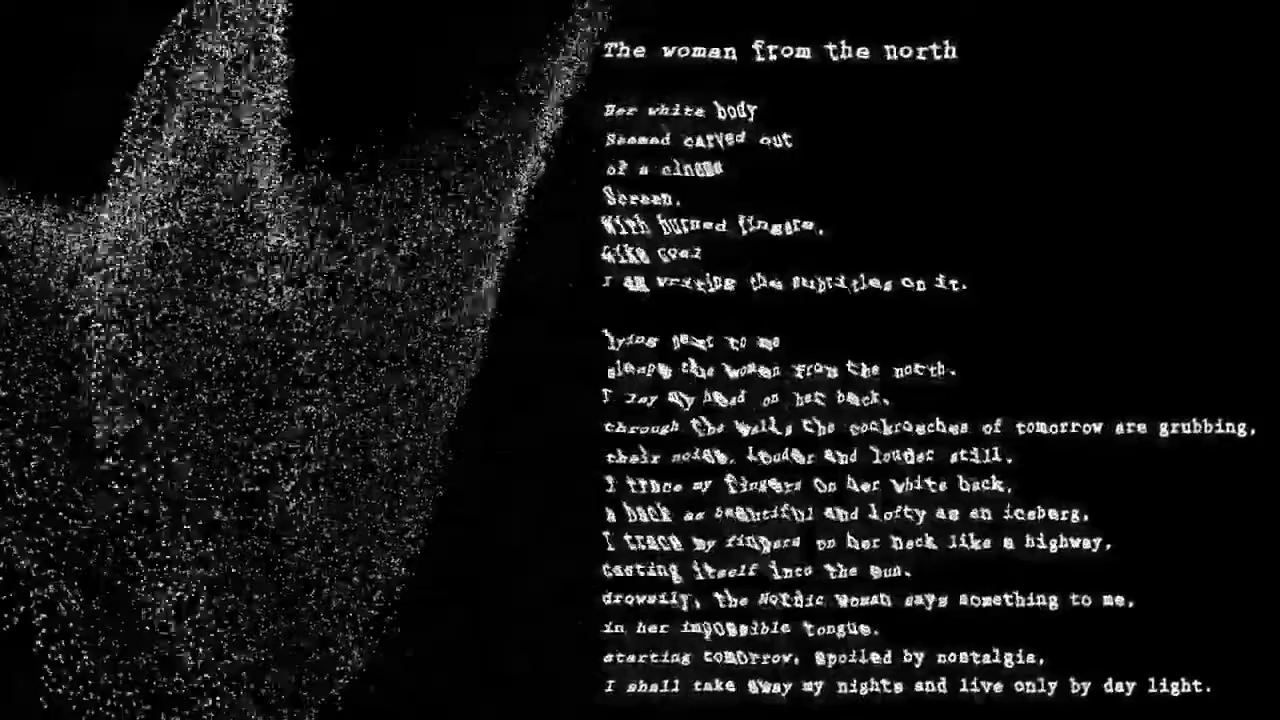 The woman from the north
Her white body
Seemed carved out
of a cinema
Screen.
With burned fingers,
Like coal
I am writing the subtitles on it.
lying next to me
sleeps the woman from the north.
I lay my head on her back,
through the walls the cockroaches of tomorrow are grubbing,
their noise, louder and louder still.
I trace my fingers on her white back,
a back as beautiful and lofty as an iceberg,
I trace my fingers on her back like a highway,
casting itself into the sun.
drowsily, the Nordic woman says something to me,
in her impossible tongue.
starting tomorrow, spoiled by nostalgia,
I shall take away my nights and live only by day light.